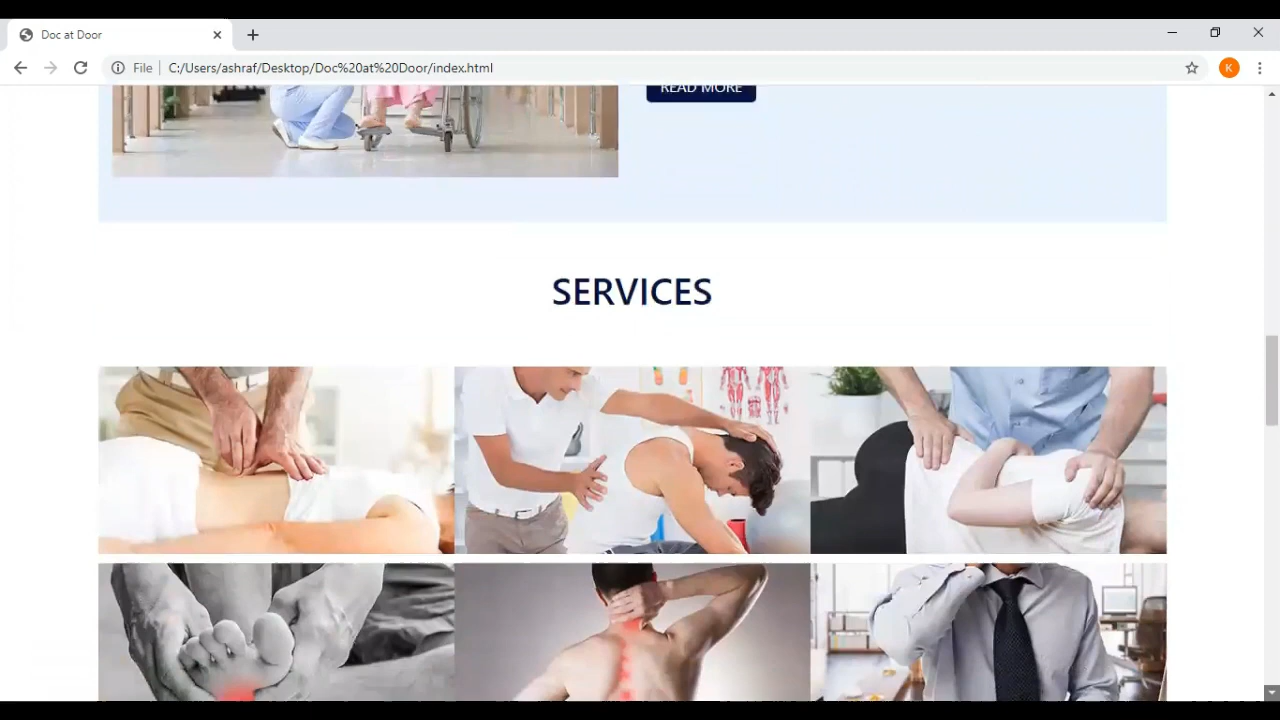 Doc at Door
File
C:/Users/ashraf/Desktop/Doc%20at%20Door/index.html
K
READ MORE
SERVICES